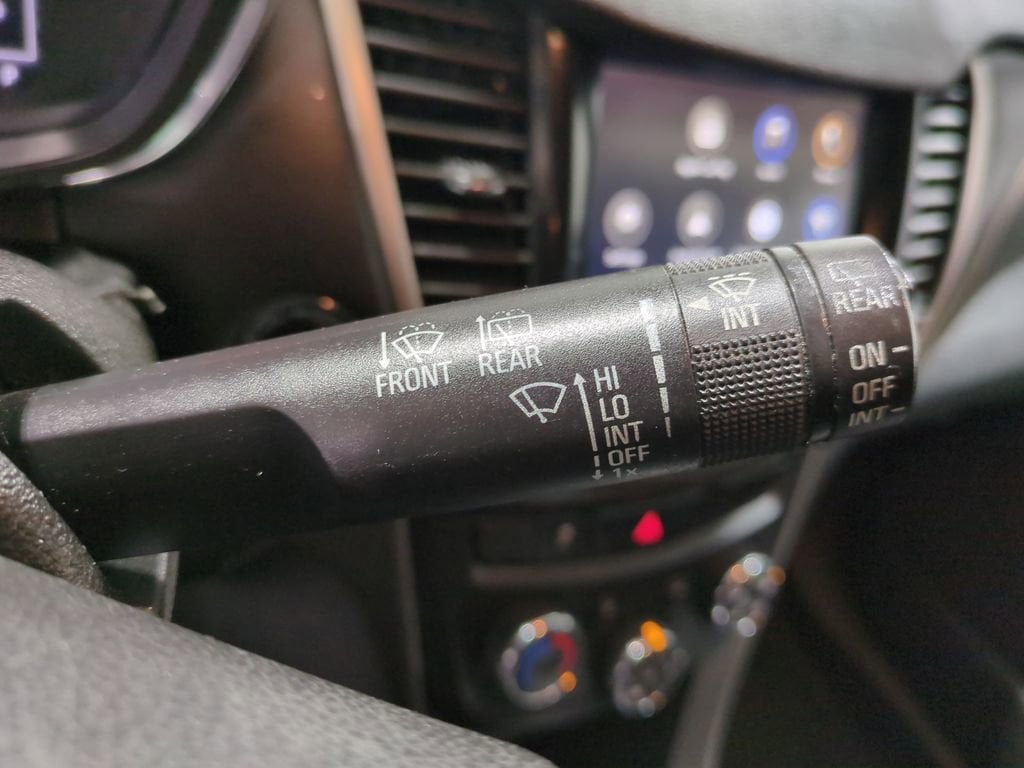 FRONT
REAR
HI
LO
INT
OFF
1x
INT
REAR
ON
OFF
INT
P